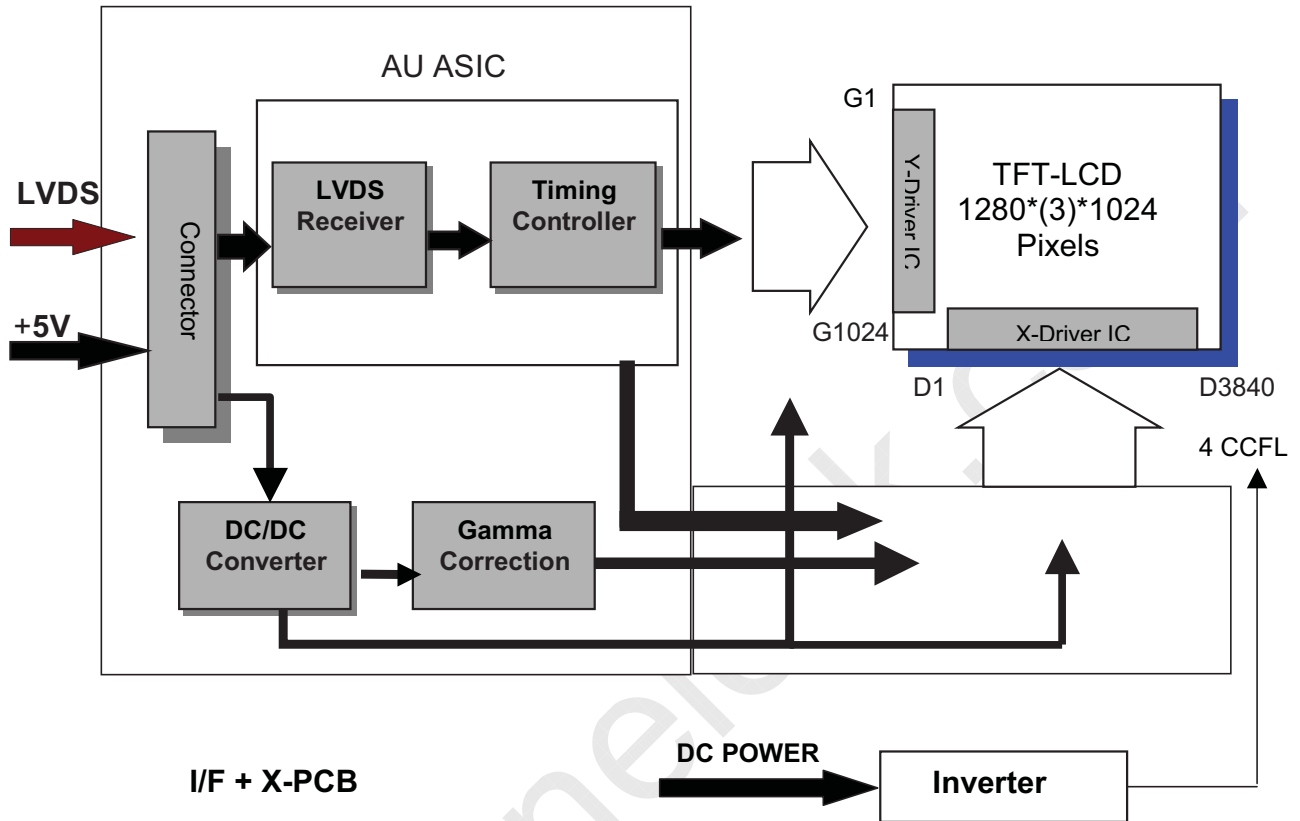 AU ASIC
LVDS
+5V
Connector
LVDS
Receiver
Timing
Controller
DC/DC
Converter
Gamma
Correction
G1
G1024
Y-Driver IC
TFT-LCD
1280*(3)*1024
Pixels
X-Driver IC
D1
D3840
4 CCFL
I/F + X-PCB
DC POWER
Inverter